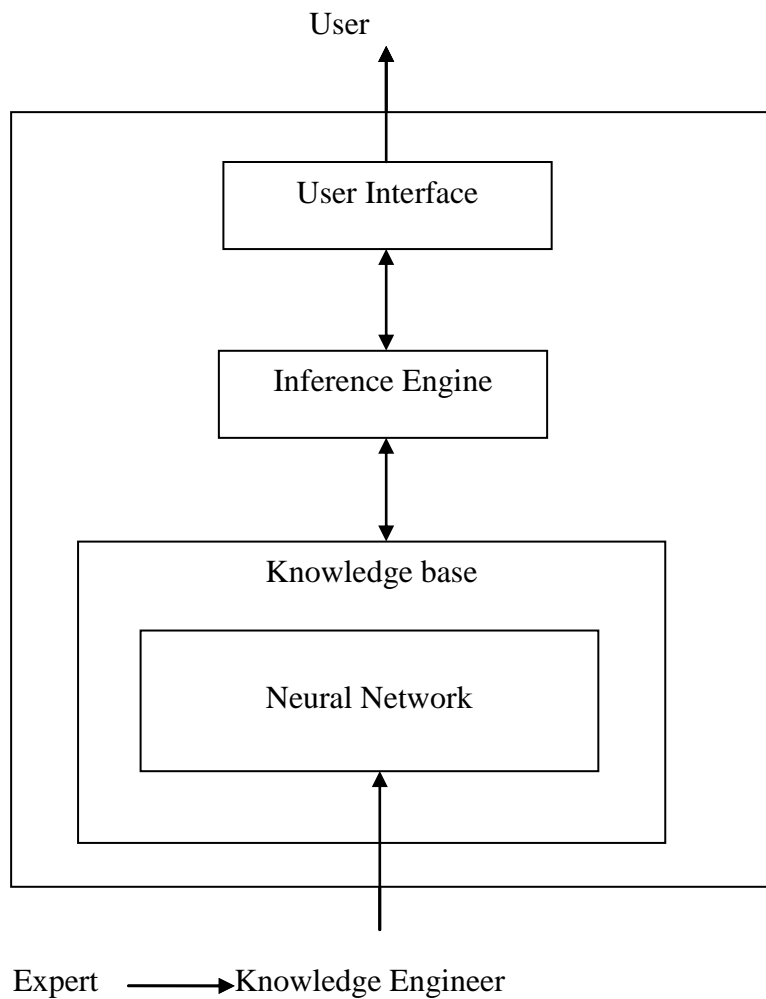 User
User Interface
Inference Engine
Knowledge base
Neural Network
Expert Knowledge Engineer